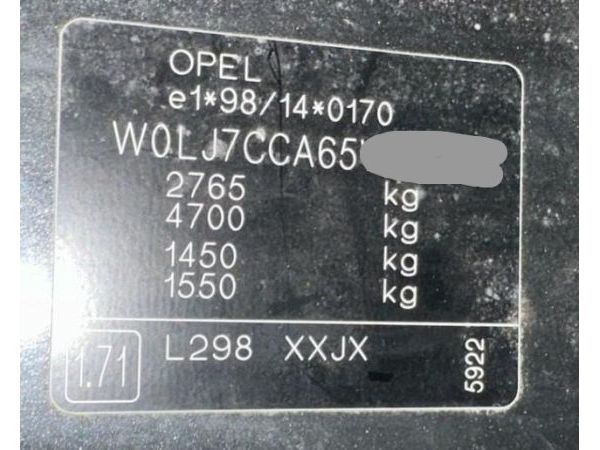 OPEL
e1*98/14*0170
W0LJ7CCA65
2765 kg
4700 kg
1450 kg
1550 kg
1.71 L298 XXJX
5922